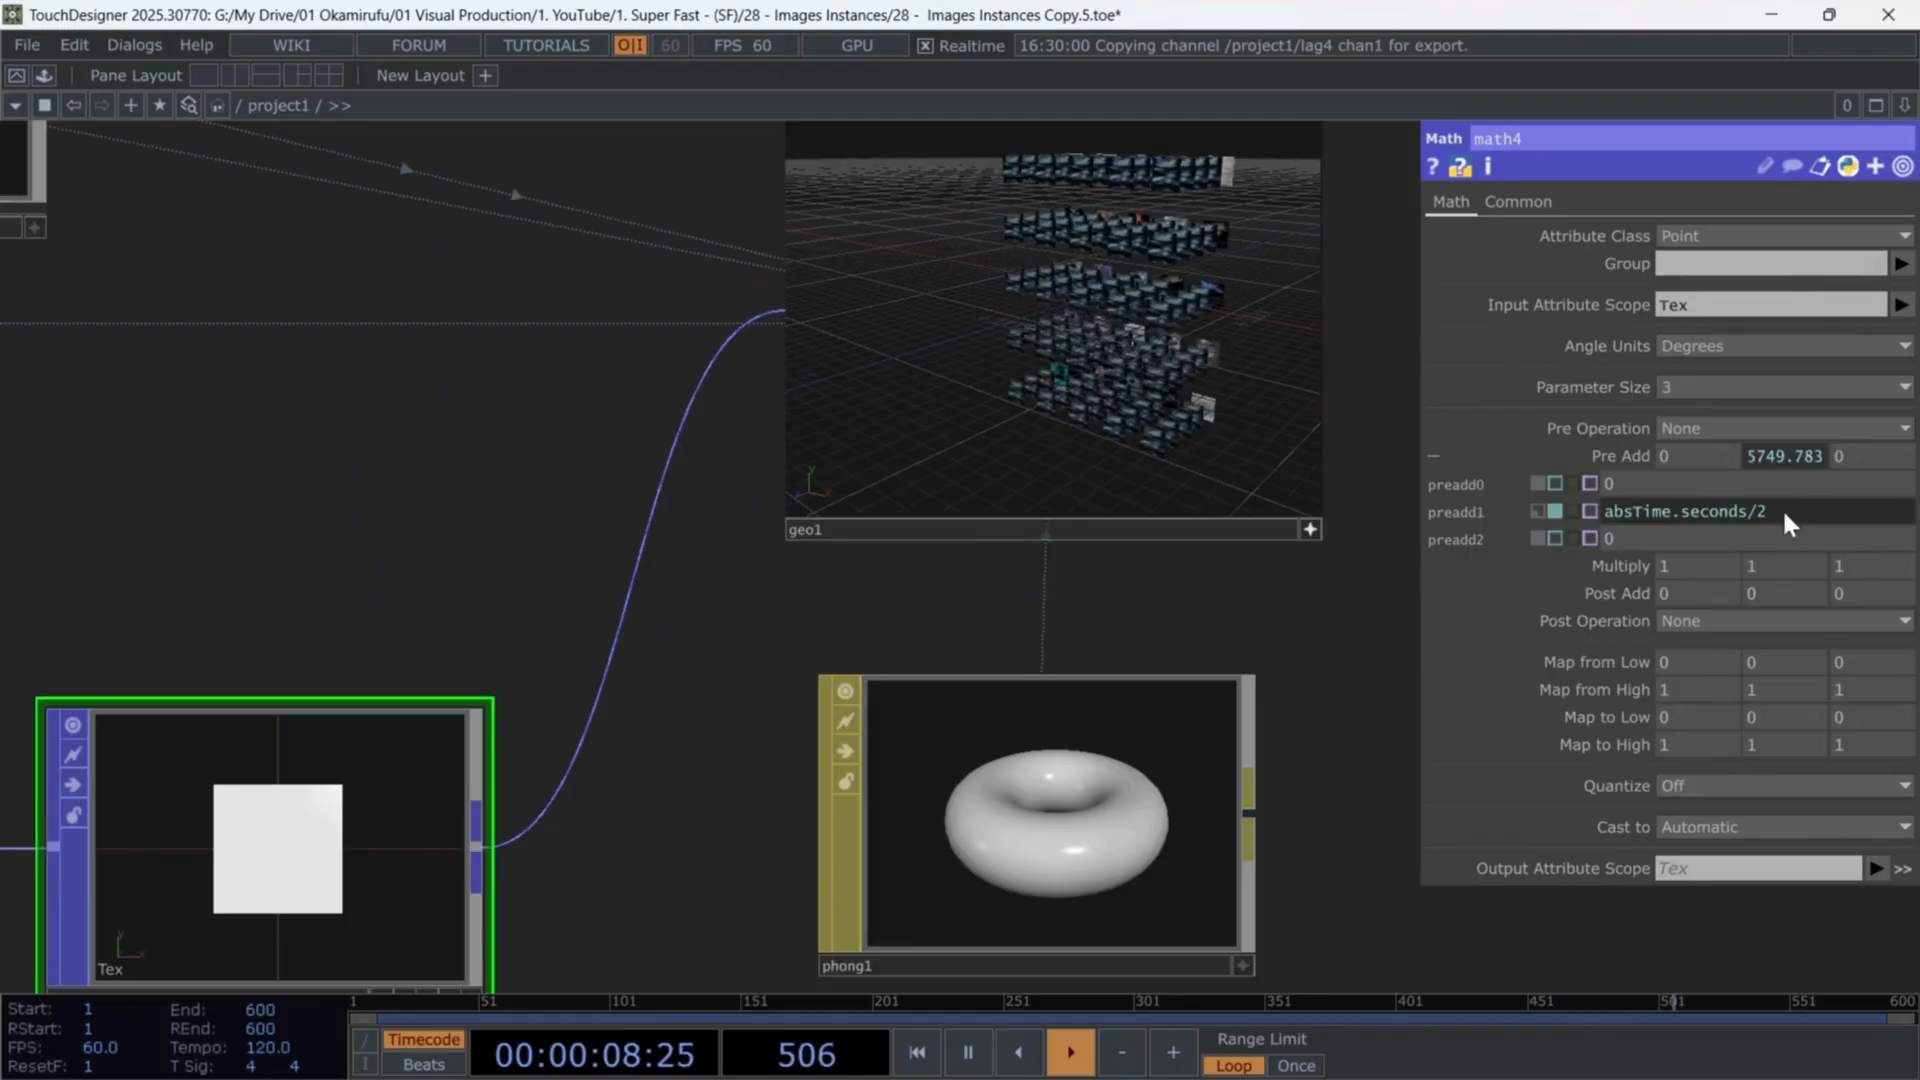 TouchDesigner 2025.30770: G:/My Drive/01 Okamirufu/01 Visual Production/1. YouTube/1. Super Fast - (SF)/28 - Images Instances/28 -  Images Instances Copy.5.toe*
File Edit Dialogs Help WIKI FORUM TUTORIALS O|I 60 FPS 60 GPU Realtime 16:30:00 Copying channel /project1/lag4 chan1 for export.
Pane Layout New Layout
/ project1 / >> 0
Math math4
Math Common
Attribute Class Point
Group
Input Attribute Scope Tex
Angle Units Degrees
Parameter Size 3
Pre Operation None
Pre Add 0 5749.783 0
preadd0 0
preadd1 absTime.seconds/2
preadd2 0
Multiply 1 1 1
Post Add 0 0 0
Post Operation None
Map from Low 0 0 0
Map from High 1 1 1
Map to Low 0 0 0
Map to High 1 1 1
Quantize Off
Cast to Automatic
Output Attribute Scope Tex >>
geo1
Tex
phong1
1 51 101 151 201 251 301 351 401 451 501 551 600
Start: 1 End: 600
RStart: 1 REnd: 600
FPS: 60.0 Tempo: 120.0
ResetF: 1 T Sig: 4 4
Timecode
Beats
00:00:08:25
506
Range Limit
Loop Once